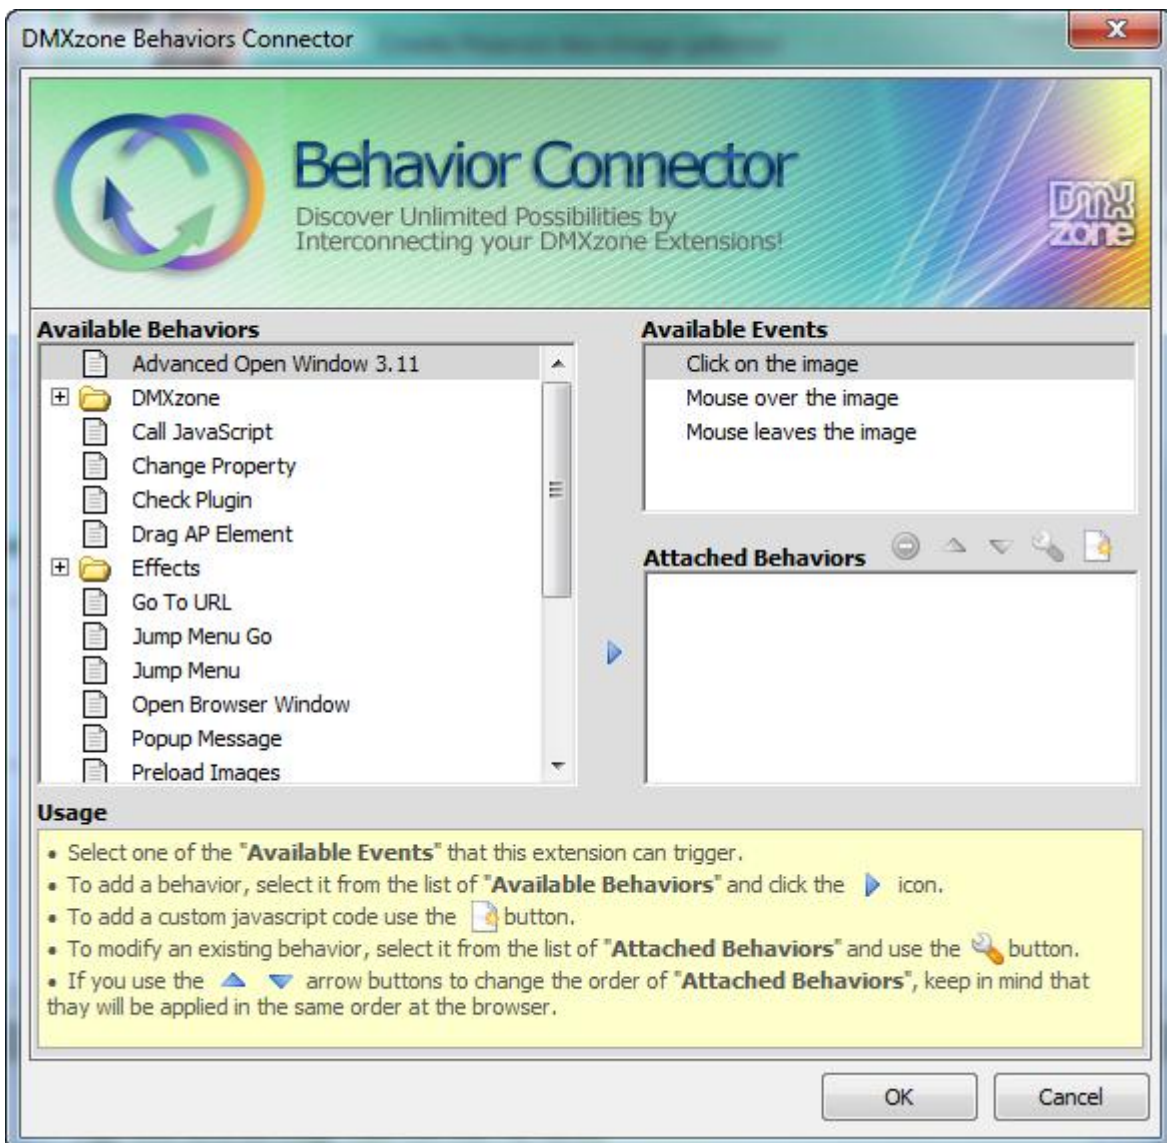 DMXzone Behaviors Connector
Behavior Connector
Discover Unlimited Possibilities by
Interconnecting your DMXzone Extensions!
DMX
zone
Available Behaviors
Advanced Open Window 3.11
DMXzone
Call JavaScript
Change Property
Check Plugin
Drag AP Element
Effects
Go To URL
Jump Menu Go
Jump Menu
Open Browser Window
Popup Message
Preload Images
Available Events
Click on the image
Mouse over the image
Mouse leaves the image
Attached Behaviors
Usage
• Select one of the "Available Events" that this extension can trigger.
• To add a behavior, select it from the list of "Available Behaviors" and click the icon.
• To add a custom javascript code use the button.
• To modify an existing behavior, select it from the list of "Attached Behaviors" and use the button.
• If you use the arrow buttons to change the order of "Attached Behaviors", keep in mind that
thay will be applied in the same order at the browser.
OK
Cancel